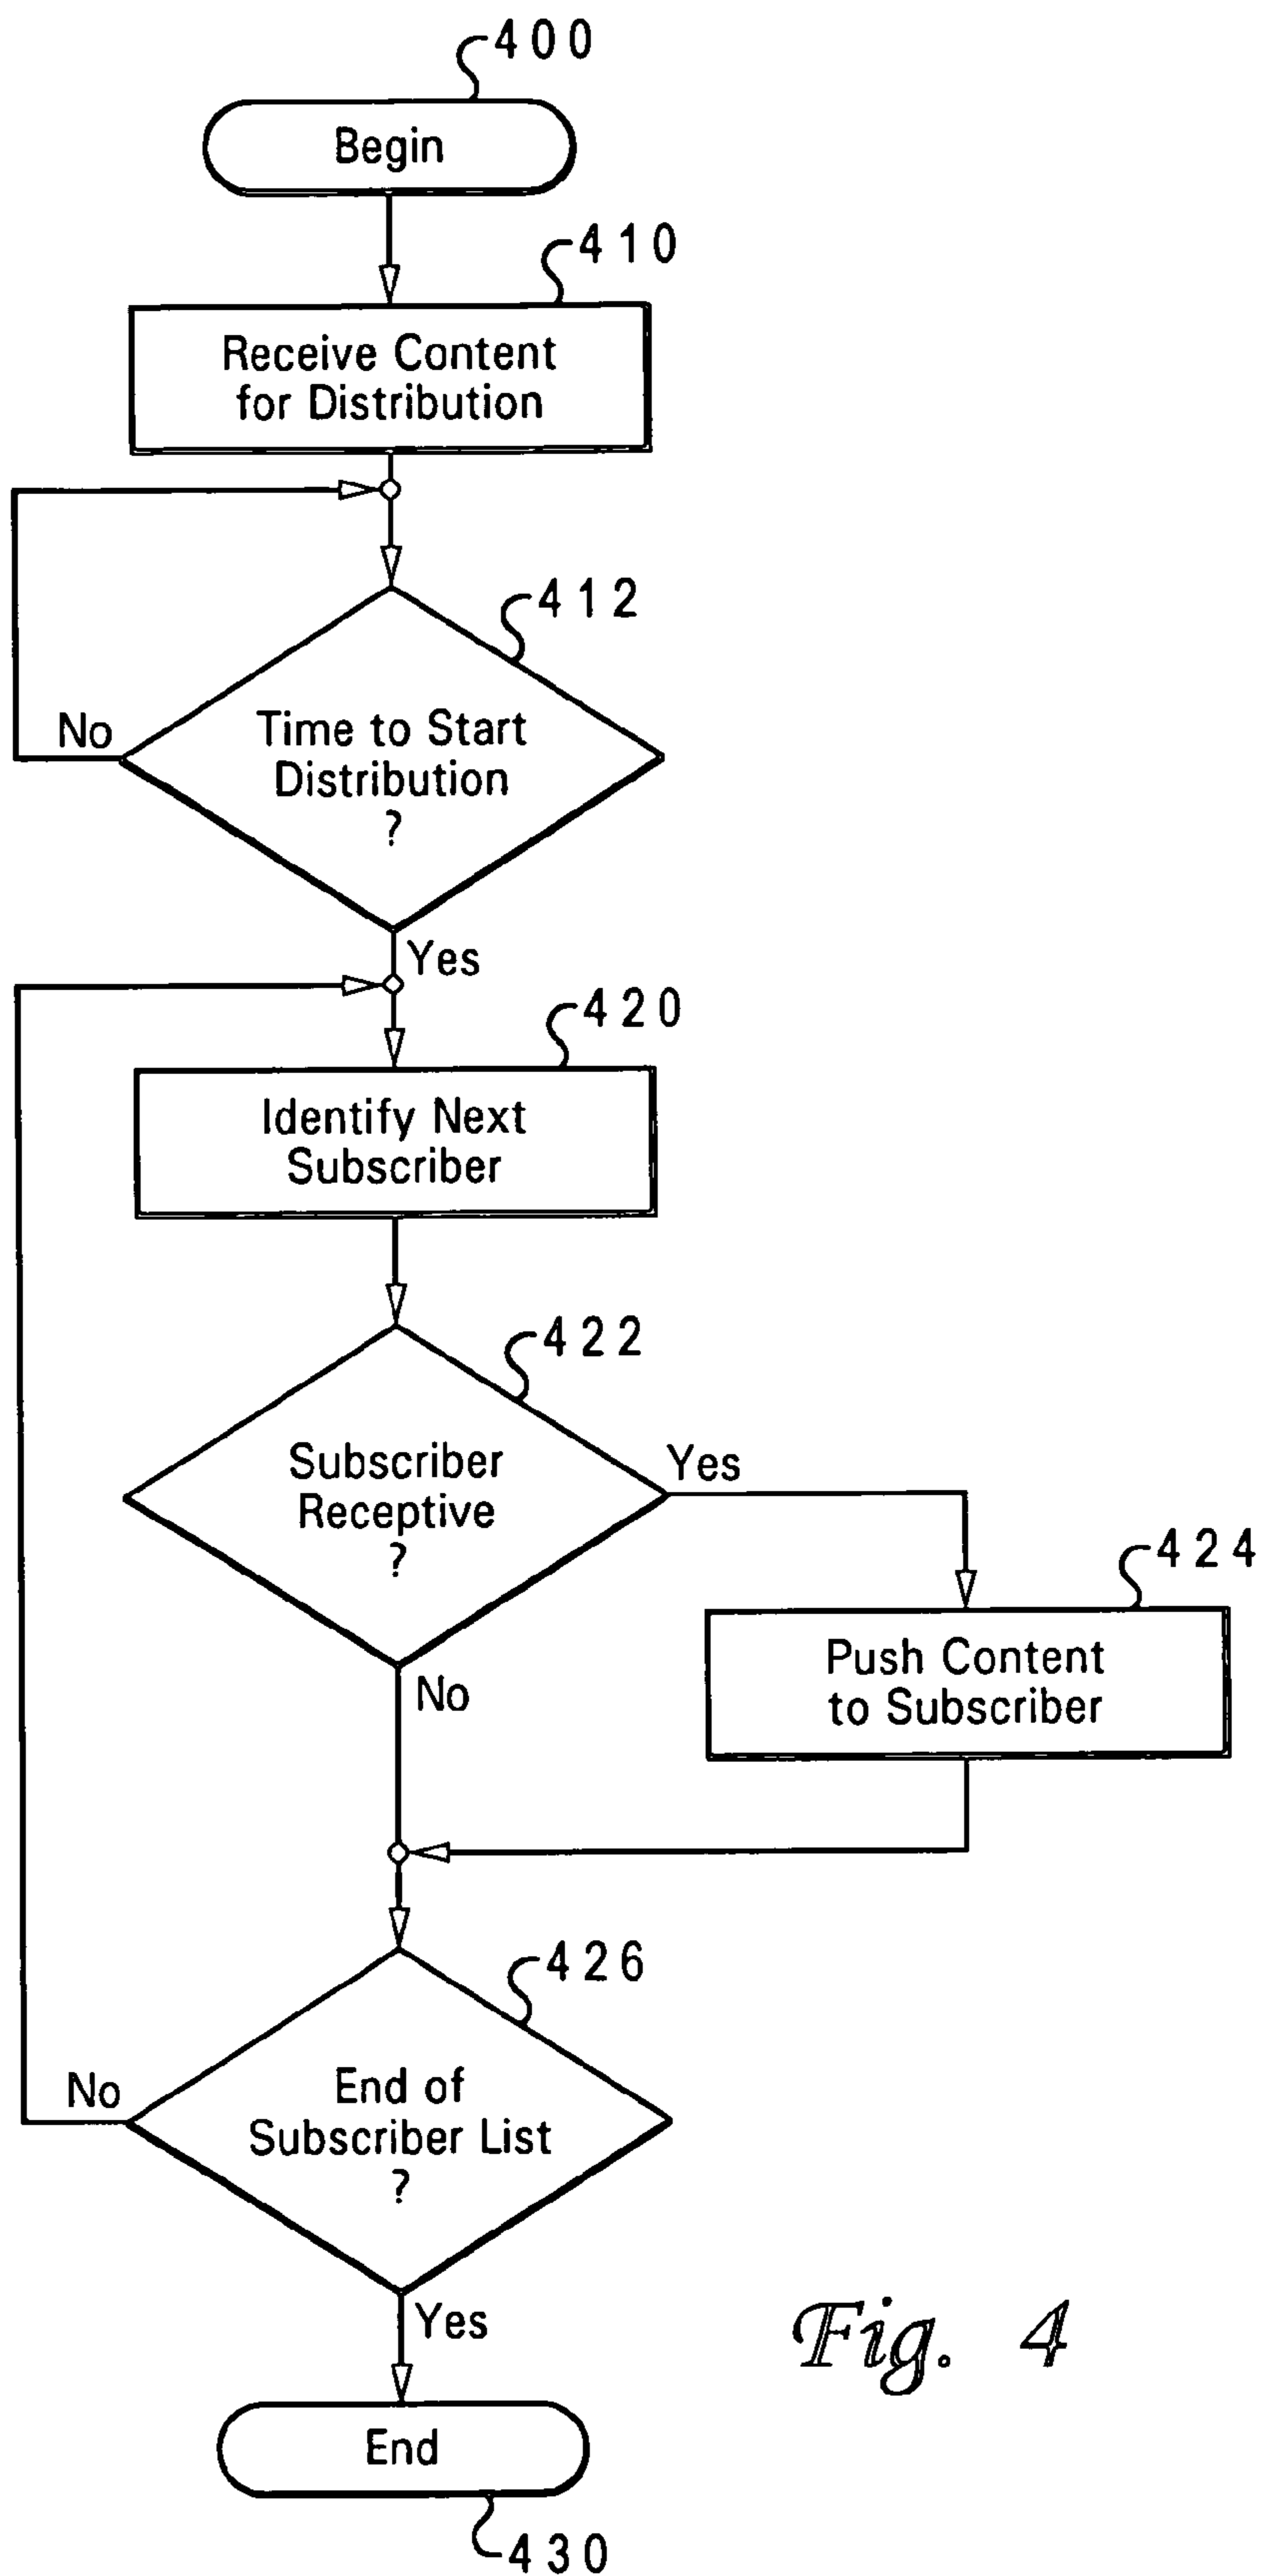 400
Begin
410
Receive Content
for Distribution
412
Time to Start
Distribution
?
No
Yes
420
Identify Next
Subscriber
422
Subscriber
Receptive
?
Yes
No
424
Push Content
to Subscriber
426
End of
Subscriber List
?
No
Yes
End
430
Fig. 4